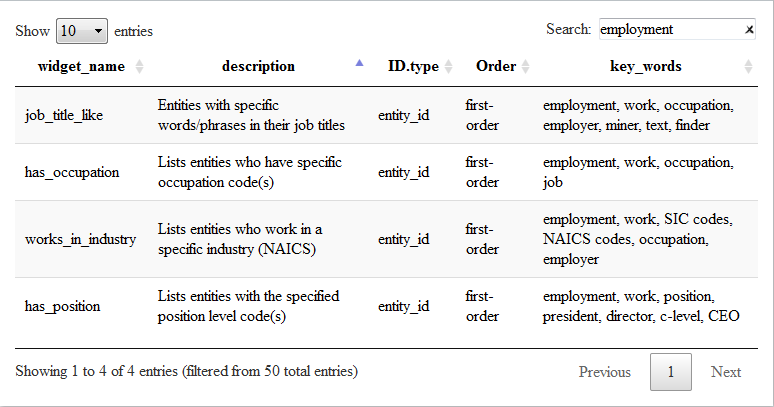 Show 10 entries Search: employment
widget_name description ID.type Order key_words
job_title_like Entities with specific words/phrases in their job titles entity_id first-order employment, work, occupation, employer, miner, text, finder
has_occupation Lists entities who have specific occupation code(s) entity_id first-order employment, work, occupation, job
works_in_industry Lists entities who work in a specific industry (NAICS) entity_id first-order employment, work, SIC codes, NAICS codes, occupation, employer
has_position Lists entities with the specified position level code(s) entity_id first-order employment, work, position, president, director, c-level, CEO
Showing 1 to 4 of 4 entries (filtered from 50 total entries) Previous 1 Next